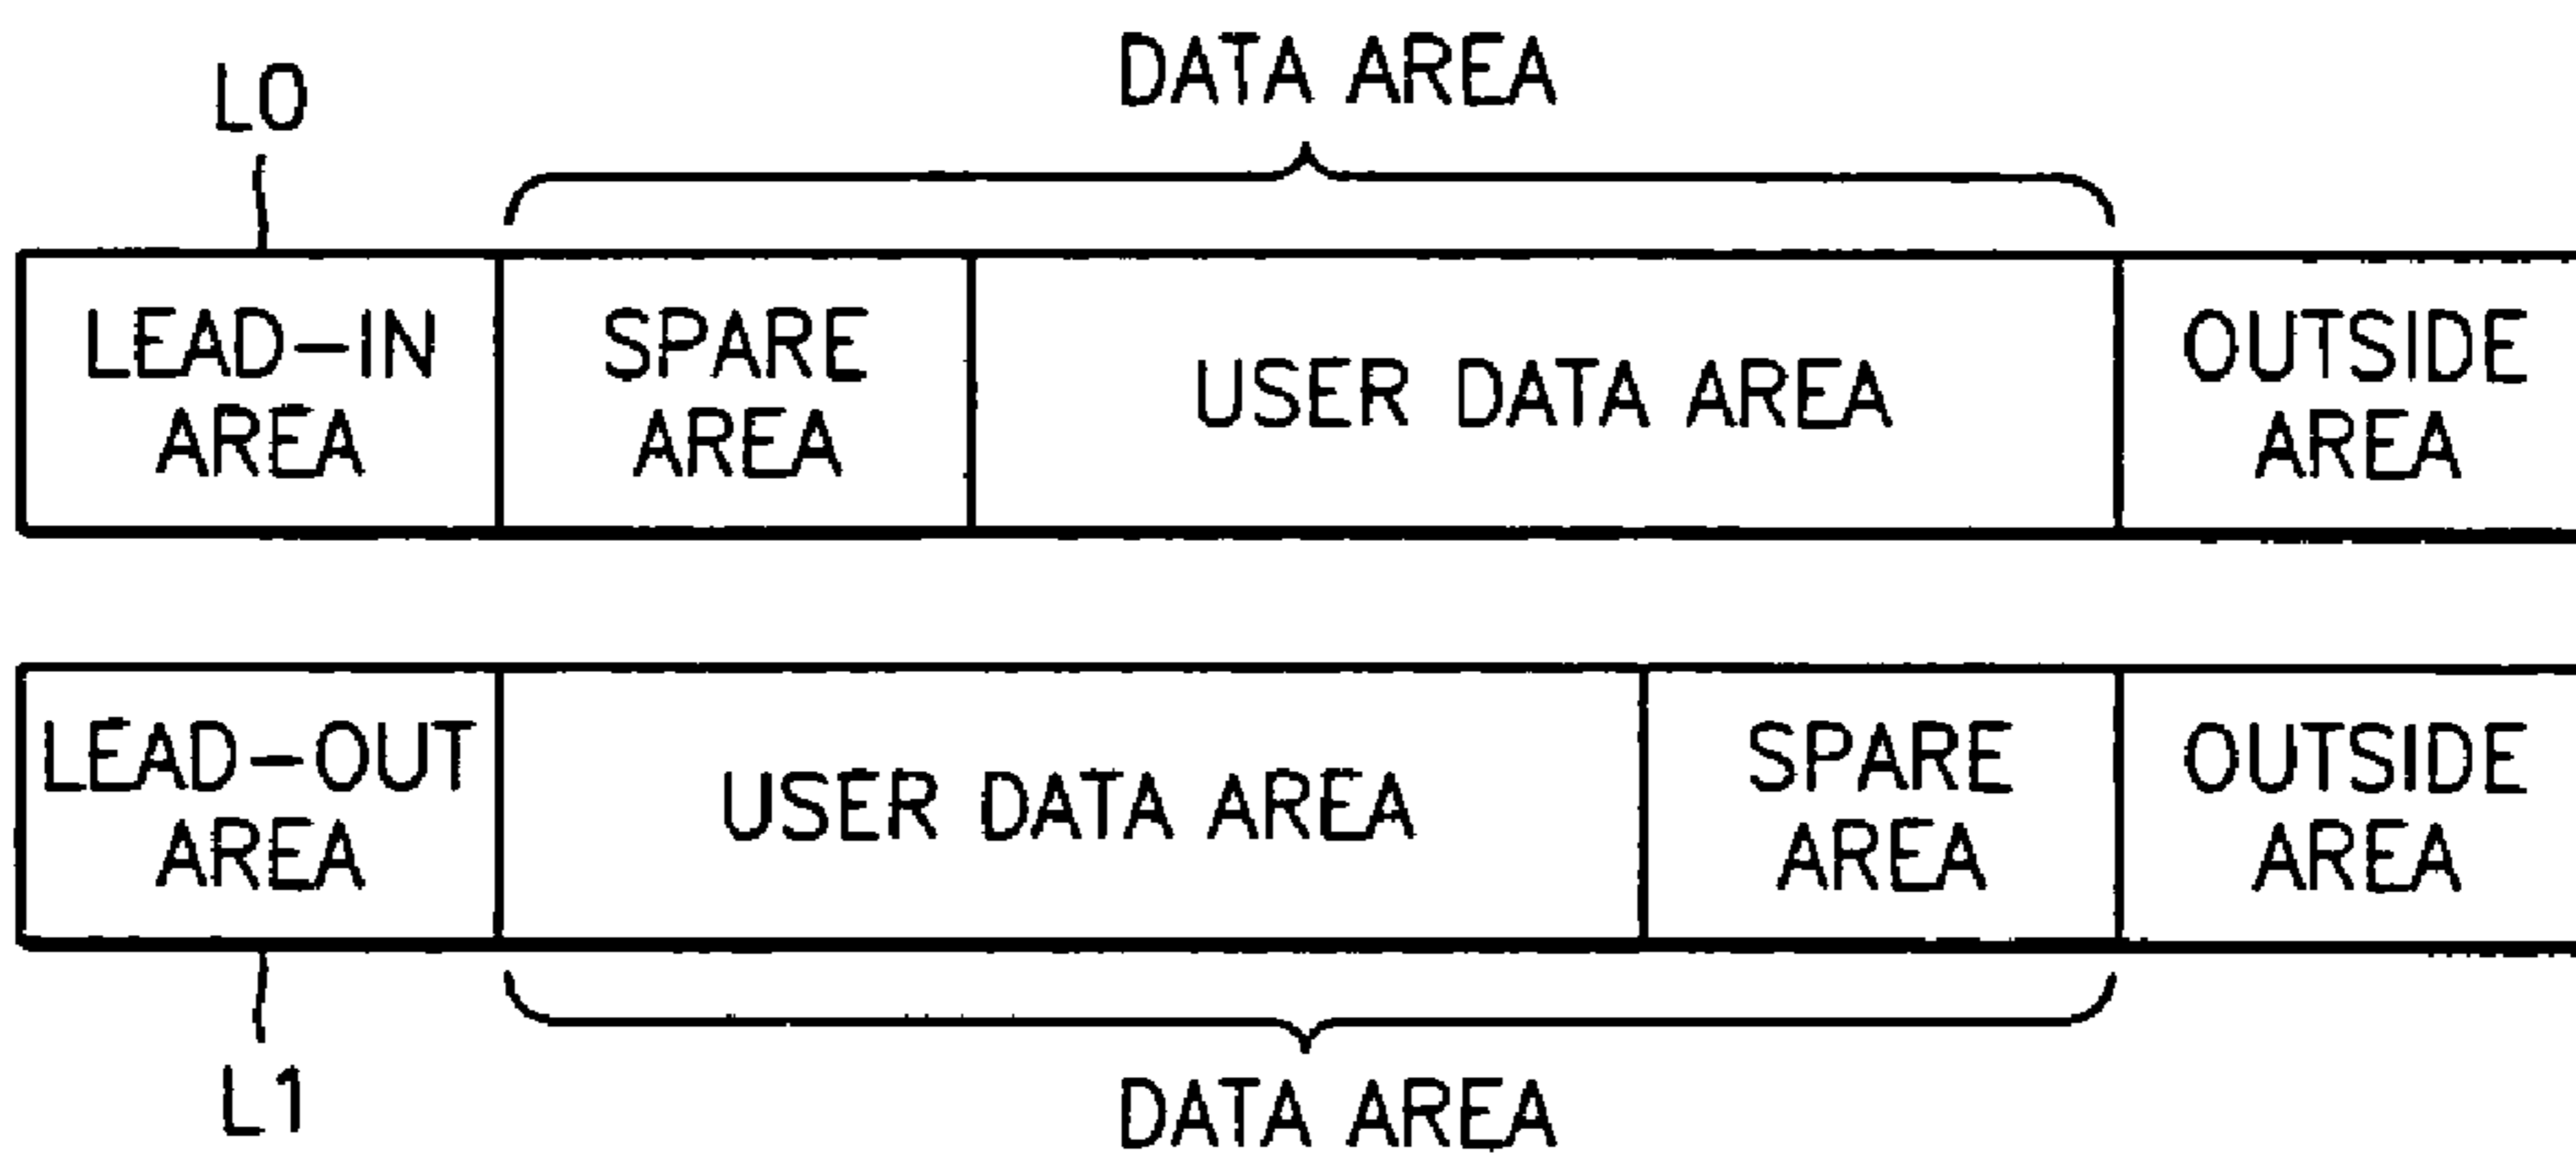 DATA AREA
L0
LEAD-IN
AREA
SPARE
AREA
USER DATA AREA
OUTSIDE
AREA
LEAD-OUT
AREA
USER DATA AREA
SPARE
AREA
OUTSIDE
AREA
L1
DATA AREA